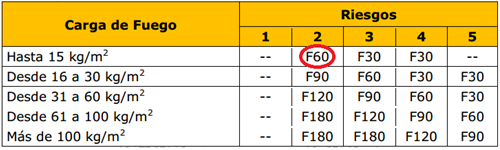 Carga de Fuego Riesgos
1 2 3 4 5
Hasta 15 kg/m² -- F60 F30 F30 --
Desde 16 a 30 kg/m² -- F90 F60 F30 F30
Desde 31 a 60 kg/m² -- F120 F90 F60 F30
Desde 61 a 100 kg/m² -- F180 F120 F90 F60
Más de 100 kg/m² -- F180 F180 F120 F90